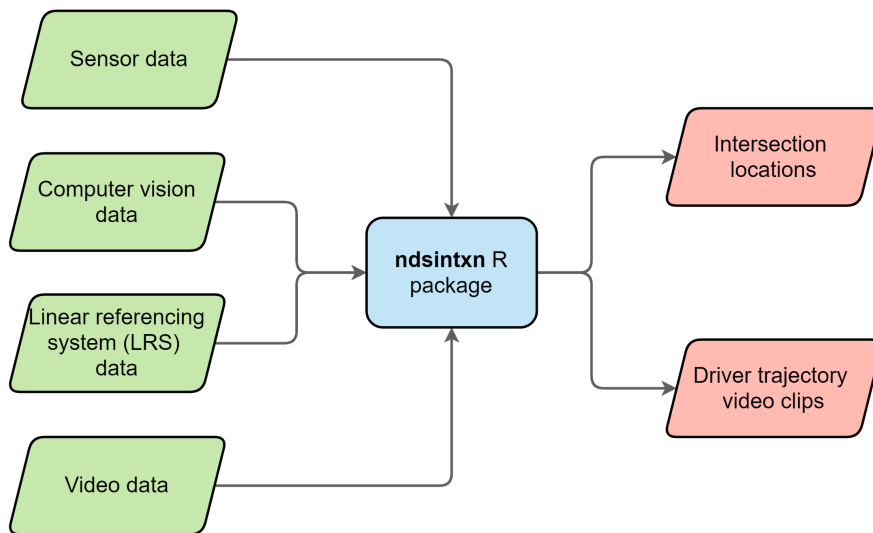 Sensor data
Computer vision
data
Linear referencing
system (LRS)
data
Video data
ndsintxn R
package
Intersection
locations
Driver trajectory
video clips